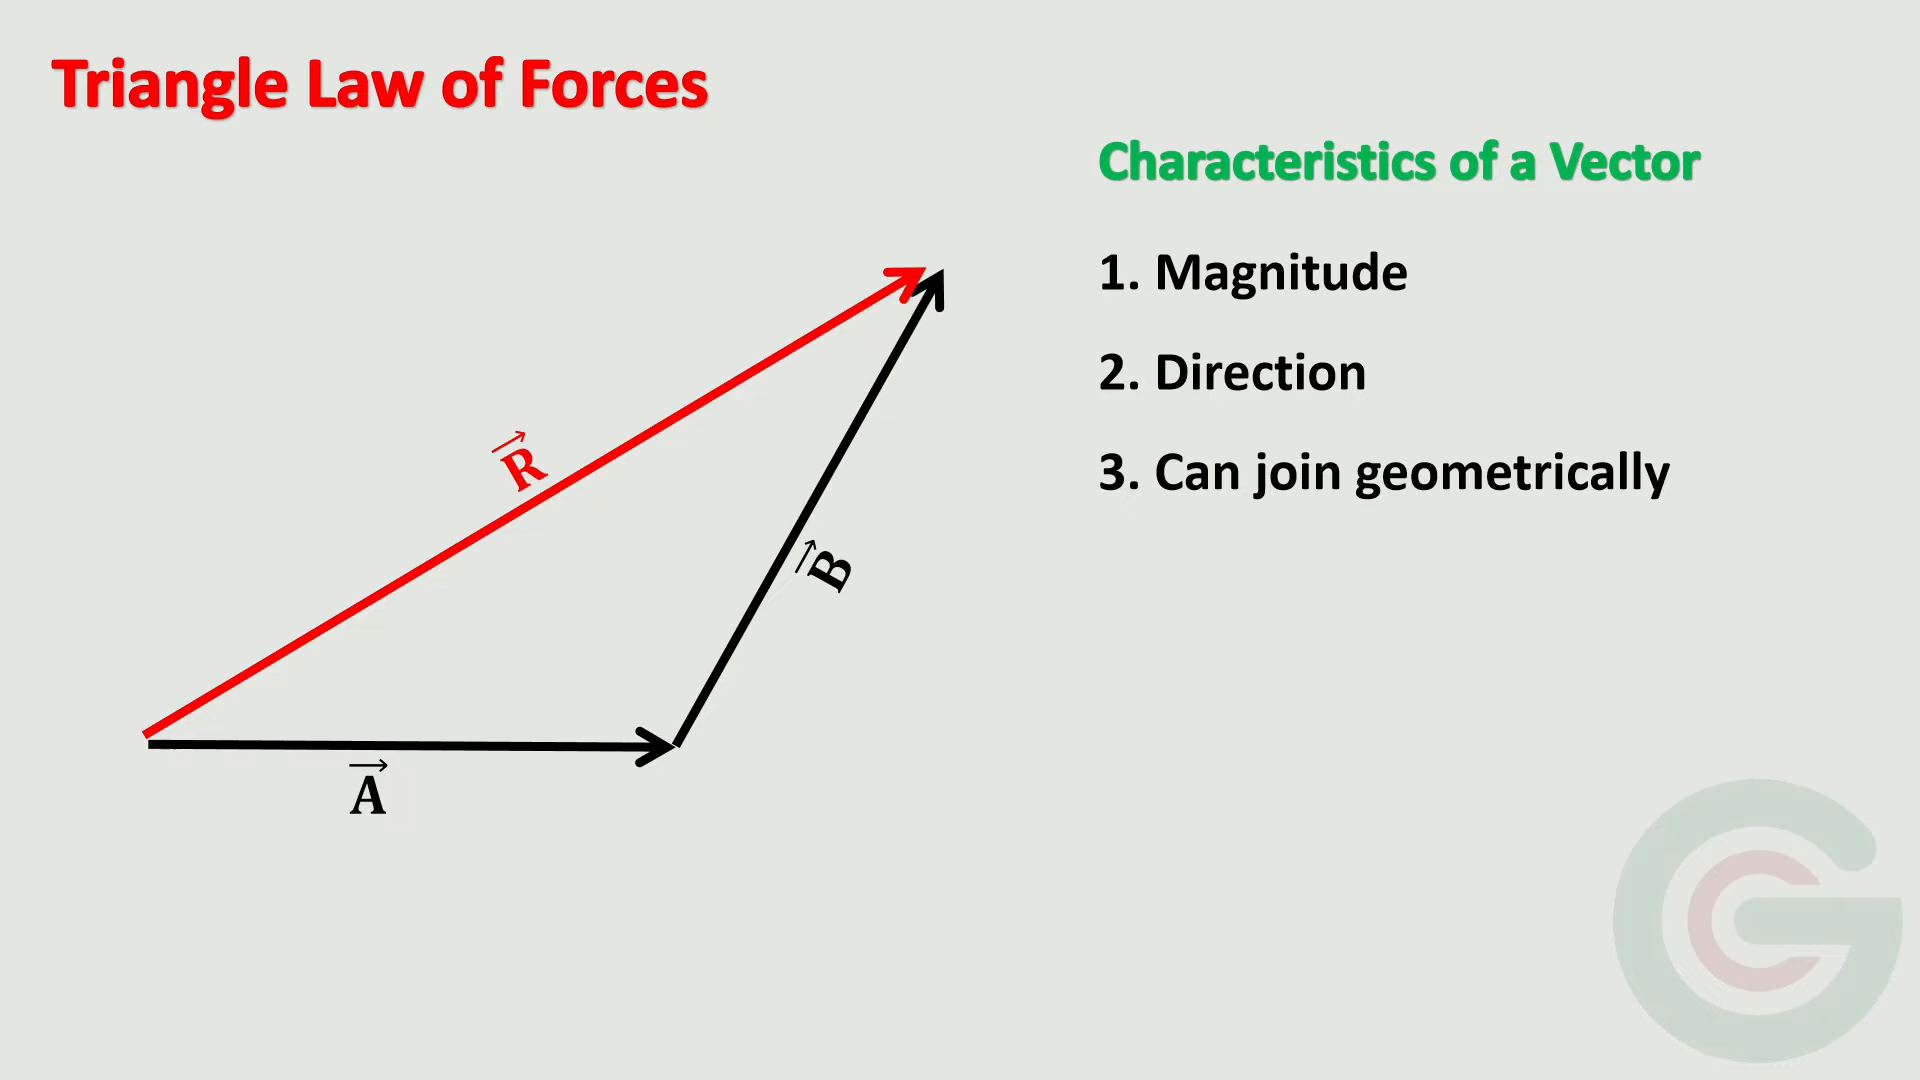 Triangle Law of Forces
Characteristics of a Vector
1. Magnitude
2. Direction
3. Can join geometrically
R
B
A